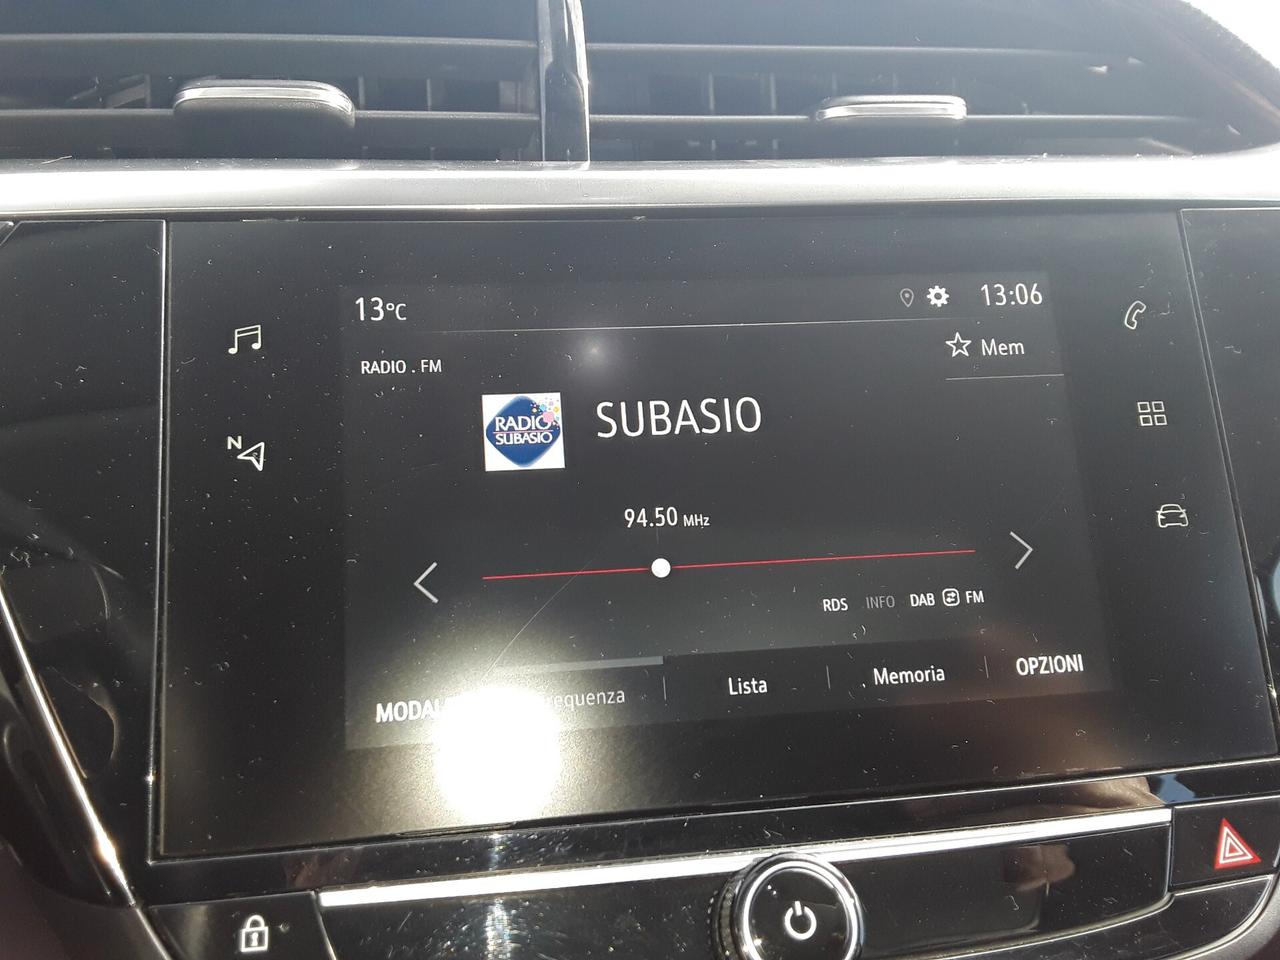 13°C
13:06
Mem
RADIO . FM
RADIO
SUBASIO
SUBASIO
N
94.50 MHz
RDS INFO DAB FM
Lista Memoria OPZIONI